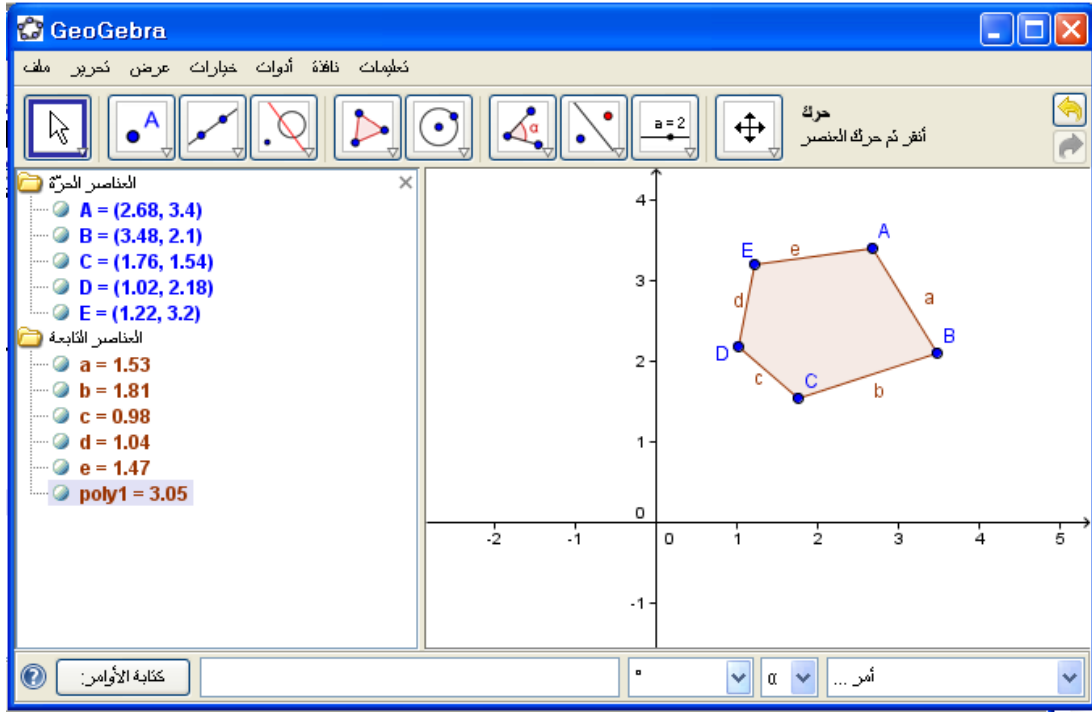 GeoGebra
ملف تحرير عرض خيارات أدوات نافذة تعليمات
A
α
a = 2
حرك
أنقر ثم حرك العنصر
العناصر الحرّة
A = (2.68, 3.4)
B = (3.48, 2.1)
C = (1.76, 1.54)
D = (1.02, 2.18)
E = (1.22, 3.2)
العناصر التابعة
a = 1.53
b = 1.81
c = 0.98
d = 1.04
e = 1.47
poly1 = 3.05
4
A
E
e
3
d
a
B
D
2
c
C
b
1
0
-2 -1 0 1 2 3 4 5
-1
كتابة الأوامر:
°
α
أمر ...